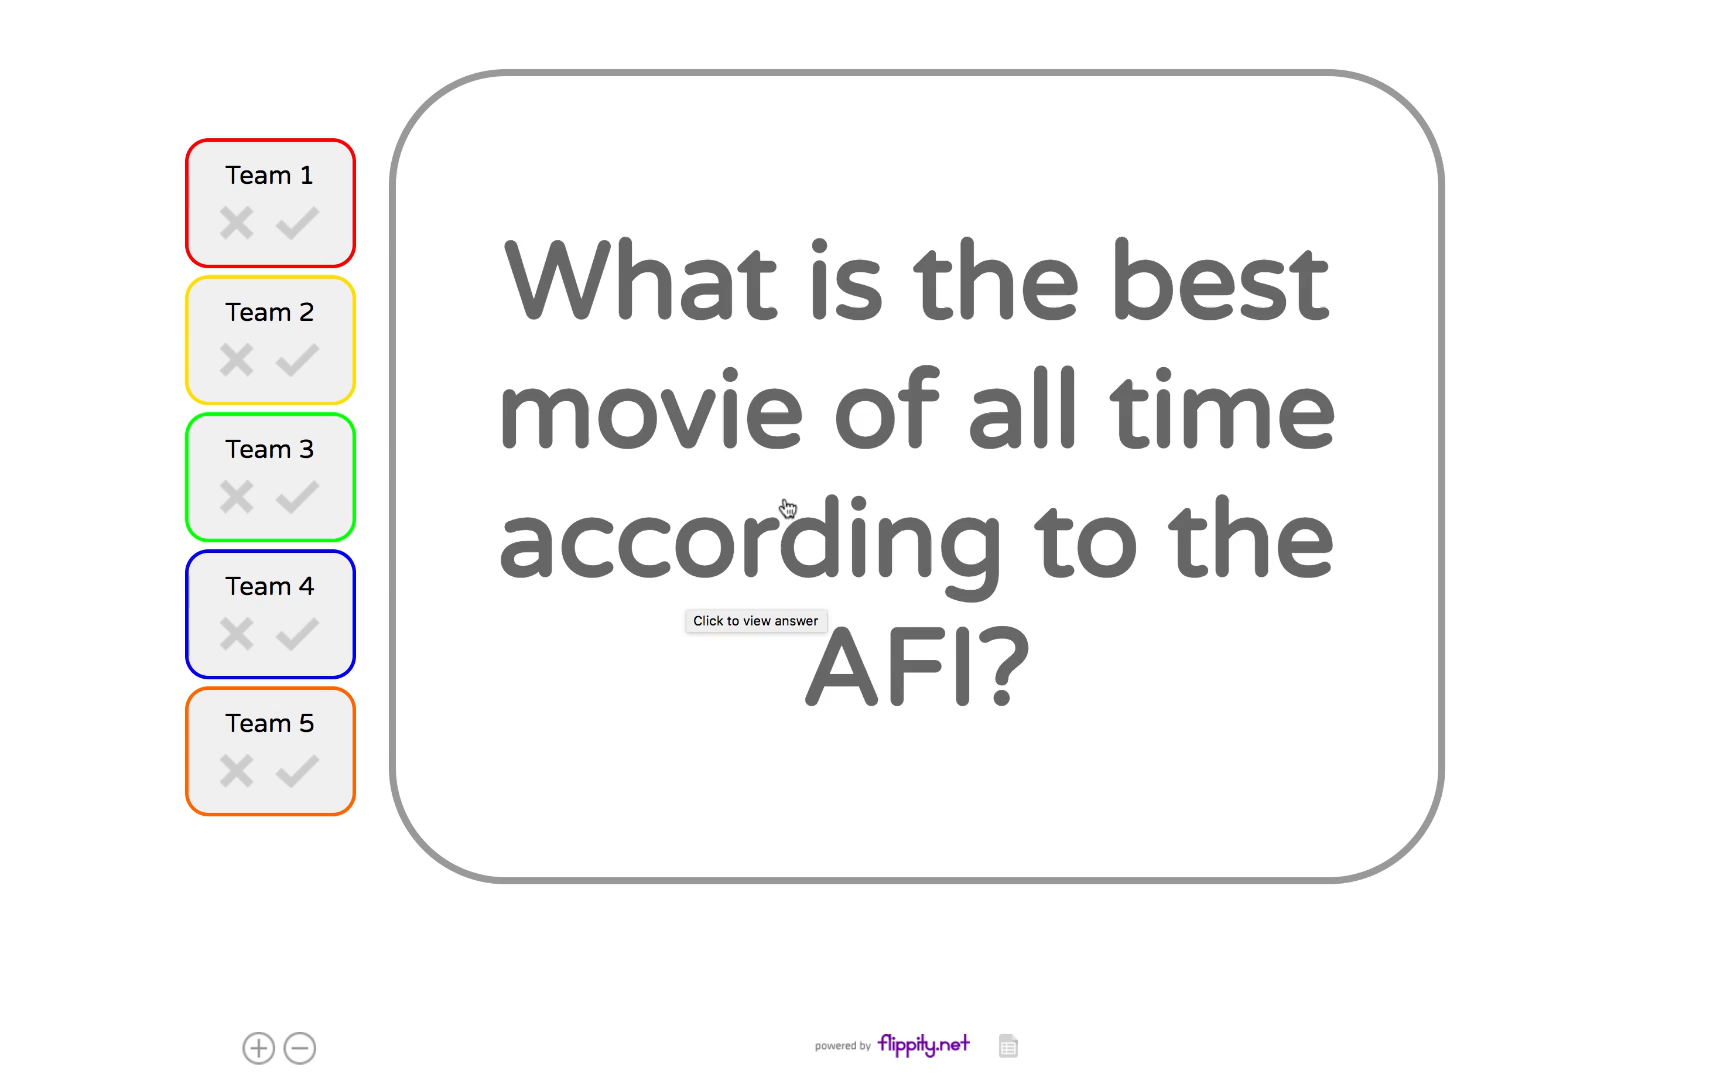 Team 1
Team 2
Team 3
Team 4
Team 5
What is the best
movie of all time
according to the
AFI?
Click to view answer
powered by flippity.net